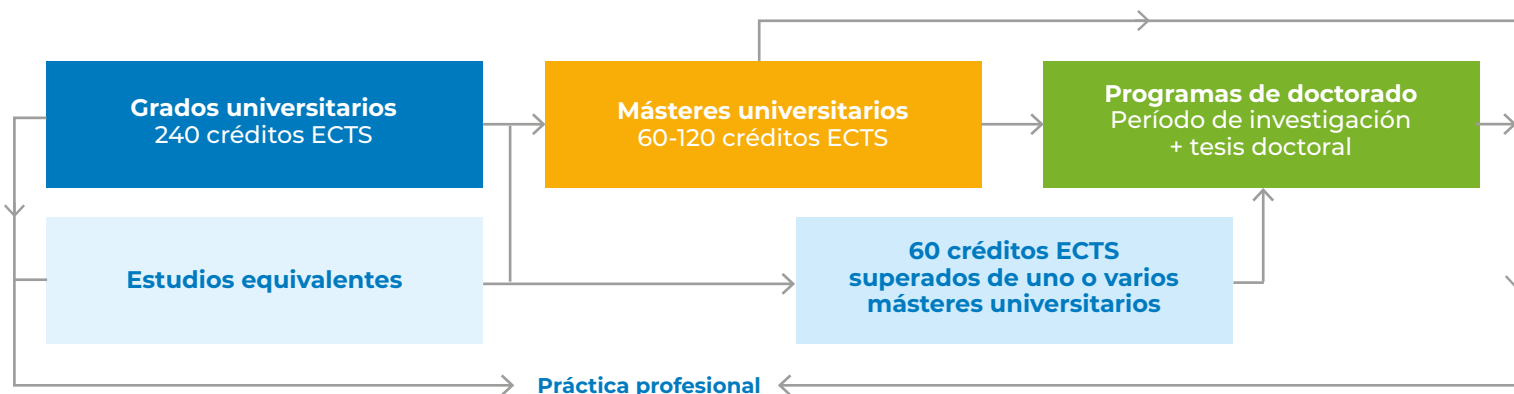 Grados universitarios
240 créditos ECTS
Másteres universitarios
60-120 créditos ECTS
Programas de doctorado
Período de investigación
+ tesis doctoral
Estudios equivalentes
60 créditos ECTS
superados de uno o varios
másteres universitarios
Práctica profesional